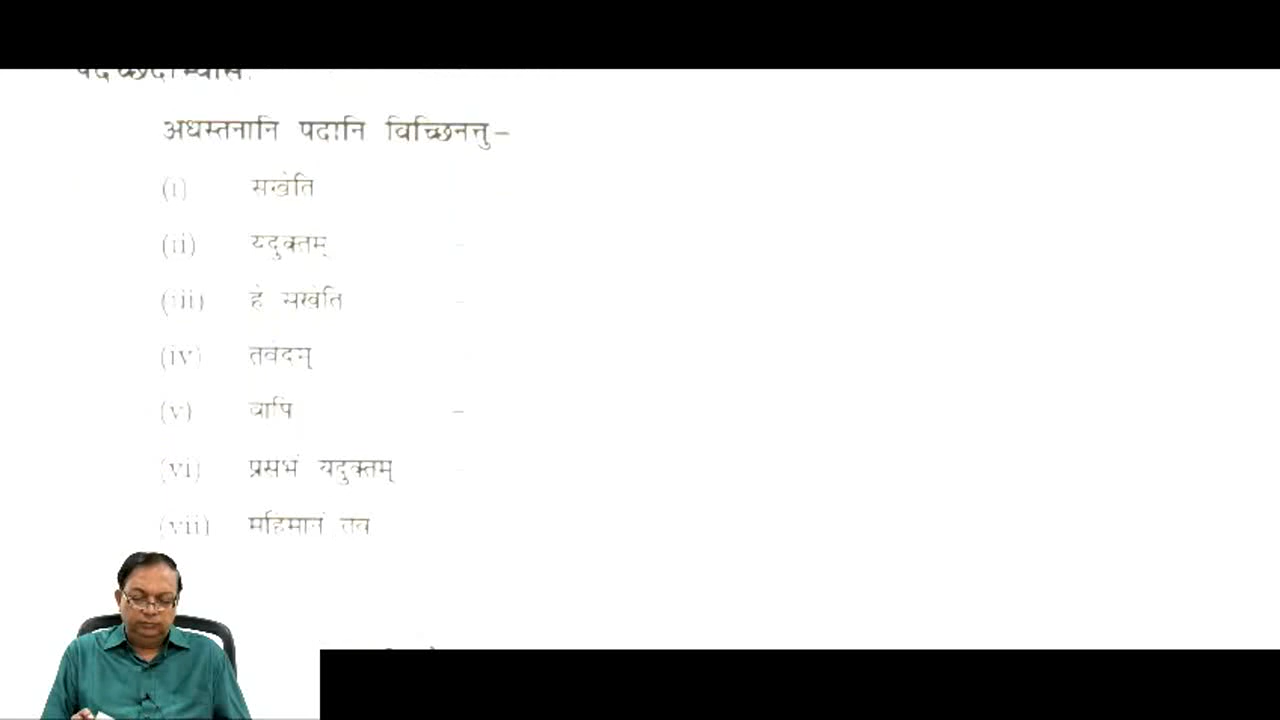 पदच्छेदाभ्यासः
अधस्तनानि पदानि विच्छिनत्तु–
(i) सखेति –
(ii) यदुक्तम् –
(iii) हे सखेति –
(iv) तवेदम् –
(v) वापि –
(vi) प्रसभं यदुक्तम् –
(vii) महिमानं तव